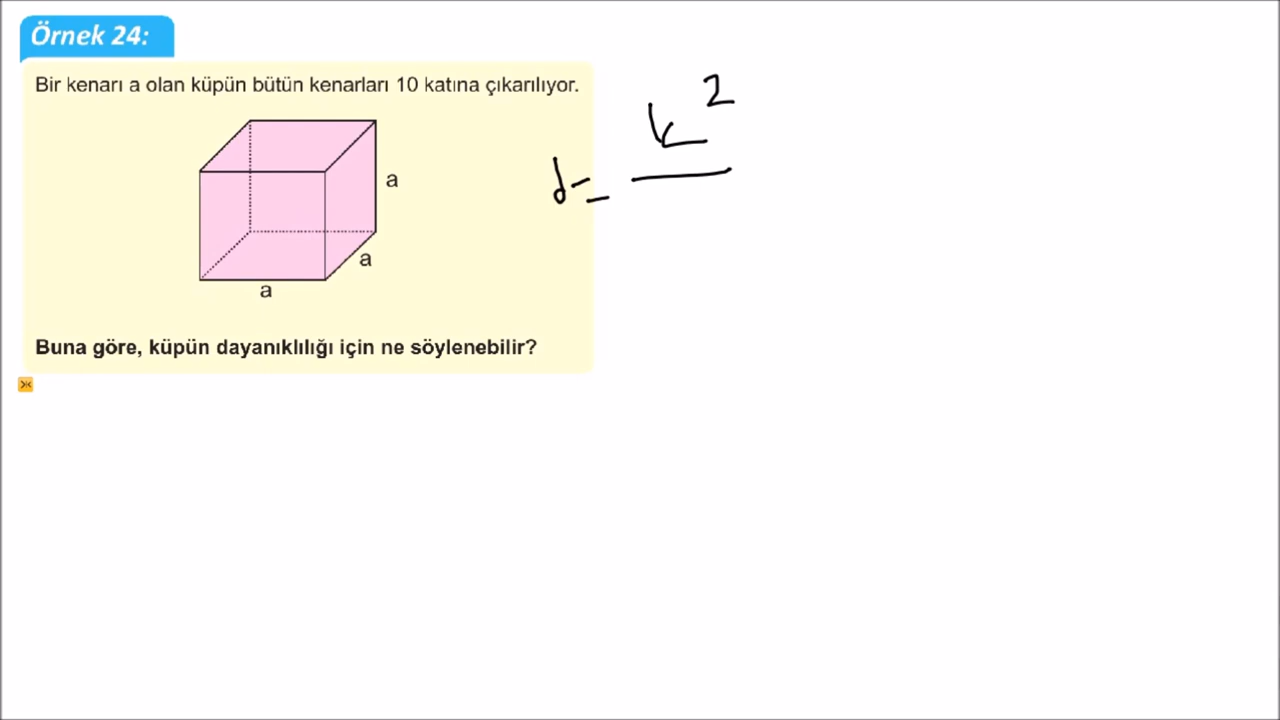 Örnek 24:
Bir kenarı a olan küpün bütün kenarları 10 katına çıkarılıyor.
a
a
a
Buna göre, küpün dayanıklılığı için ne söylenebilir?
d = k²